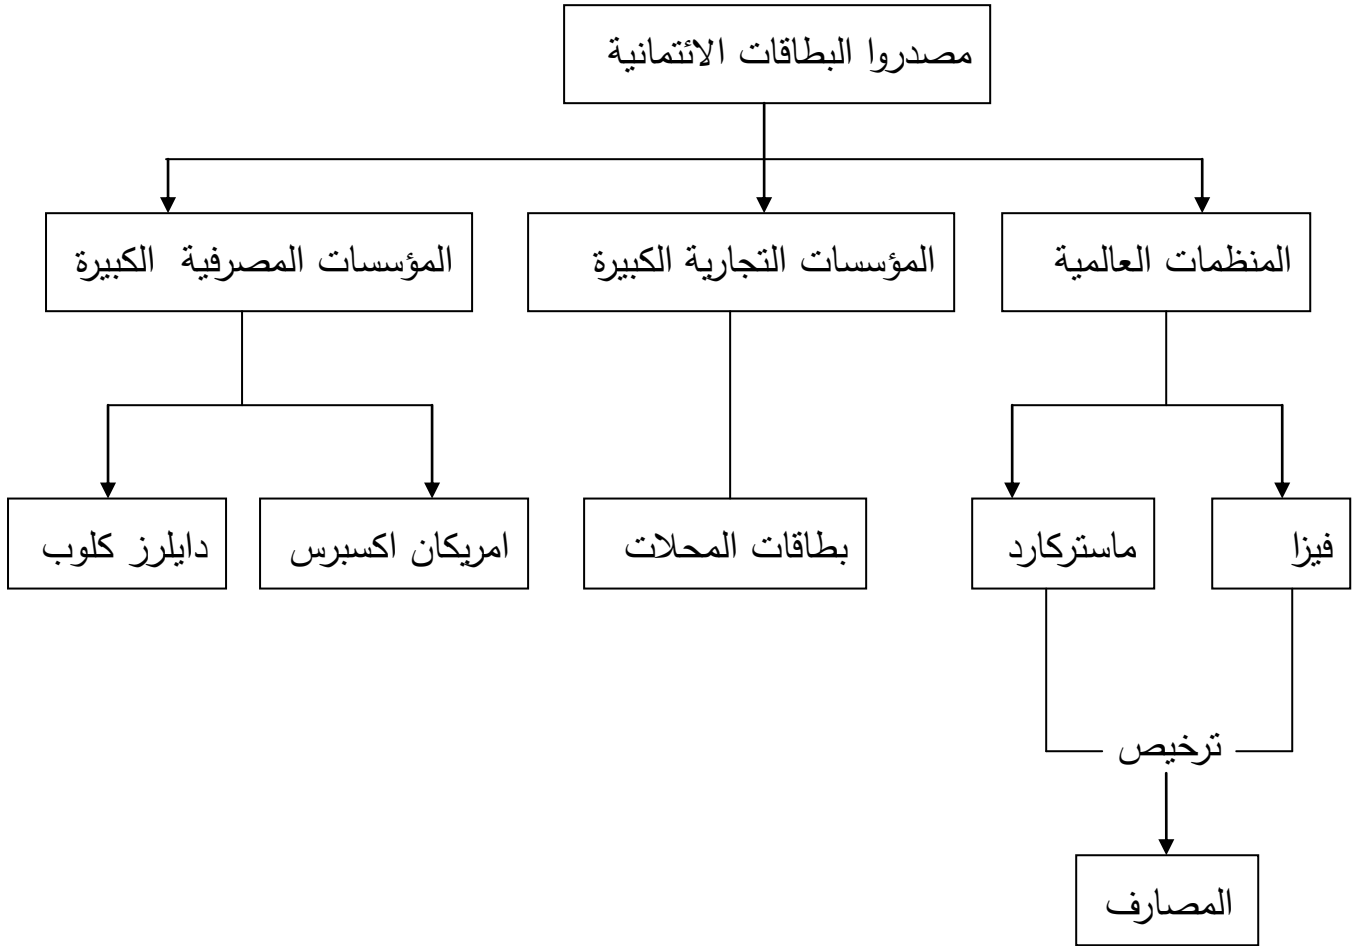 مصدروا البطاقات الائتمانية
المنظمات العالمية
المؤسسات التجارية الكبيرة
المؤسسات المصرفية الكبيرة
فيزا
ماستركارد
بطاقات المحلات
امريكان اكسبرس
دايلرز كلوب
ترخيص
المصارف